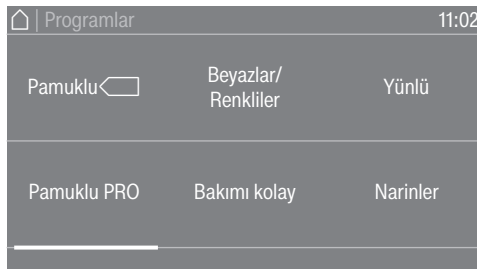 Programlar
11:02
Pamuklu
Beyazlar/
Renkliler
Yünlü
Pamuklu PRO
Bakımı kolay
Narinler